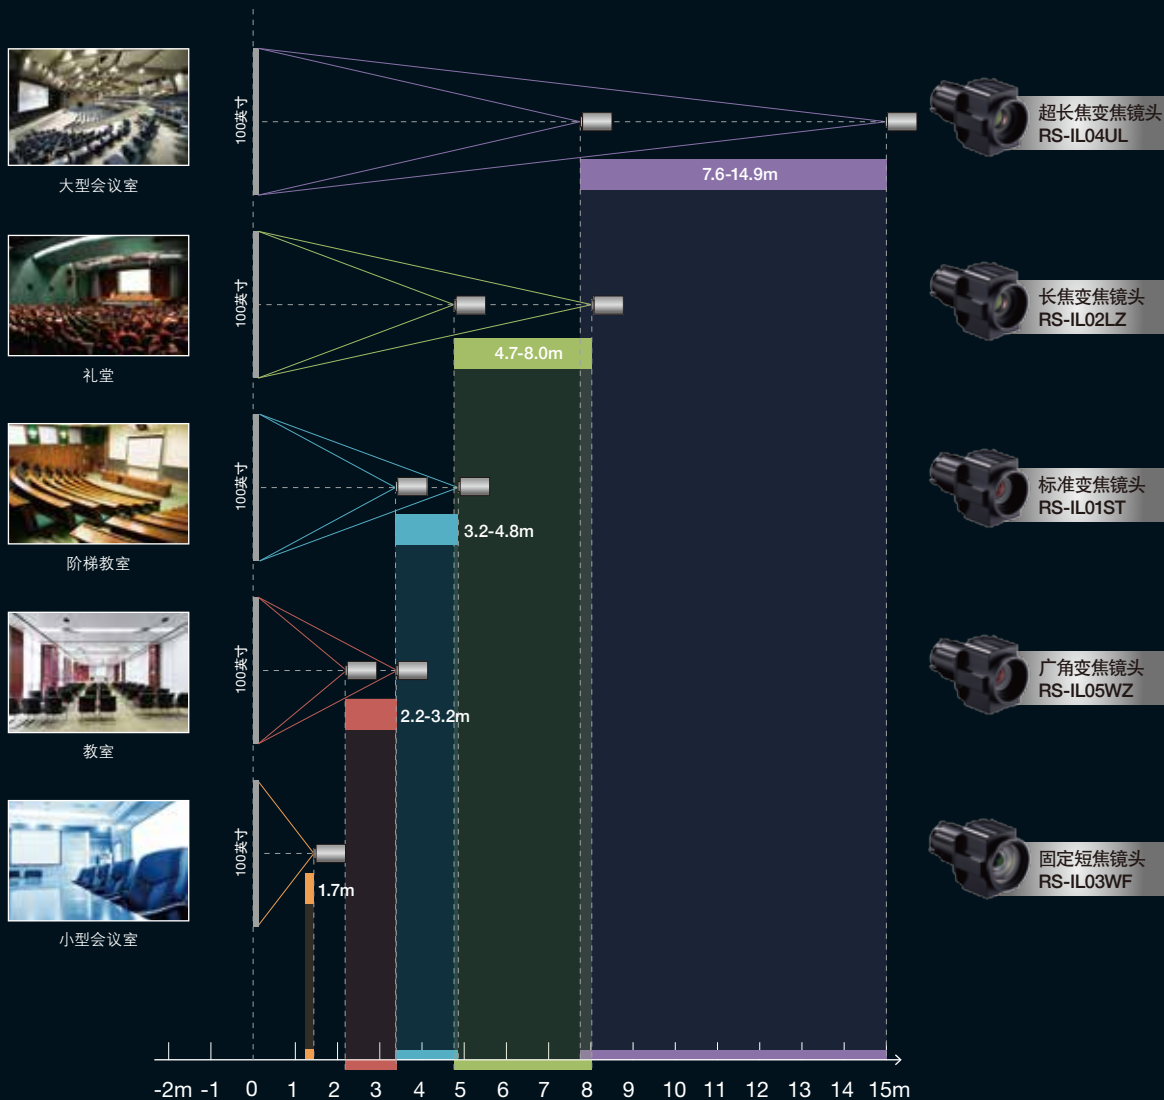 100英寸
大型会议室
7.6-14.9m
超长焦变焦镜头
RS-IL04UL
100英寸
礼堂
4.7-8.0m
长焦变焦镜头
RS-IL02LZ
100英寸
阶梯教室
3.2-4.8m
标准变焦镜头
RS-IL01ST
100英寸
教室
2.2-3.2m
广角变焦镜头
RS-IL05WZ
100英寸
小型会议室
1.7m
固定短焦镜头
RS-IL03WF
-2m -1 0 1 2 3 4 5 6 7 8 9 10 11 12 13 14 15m